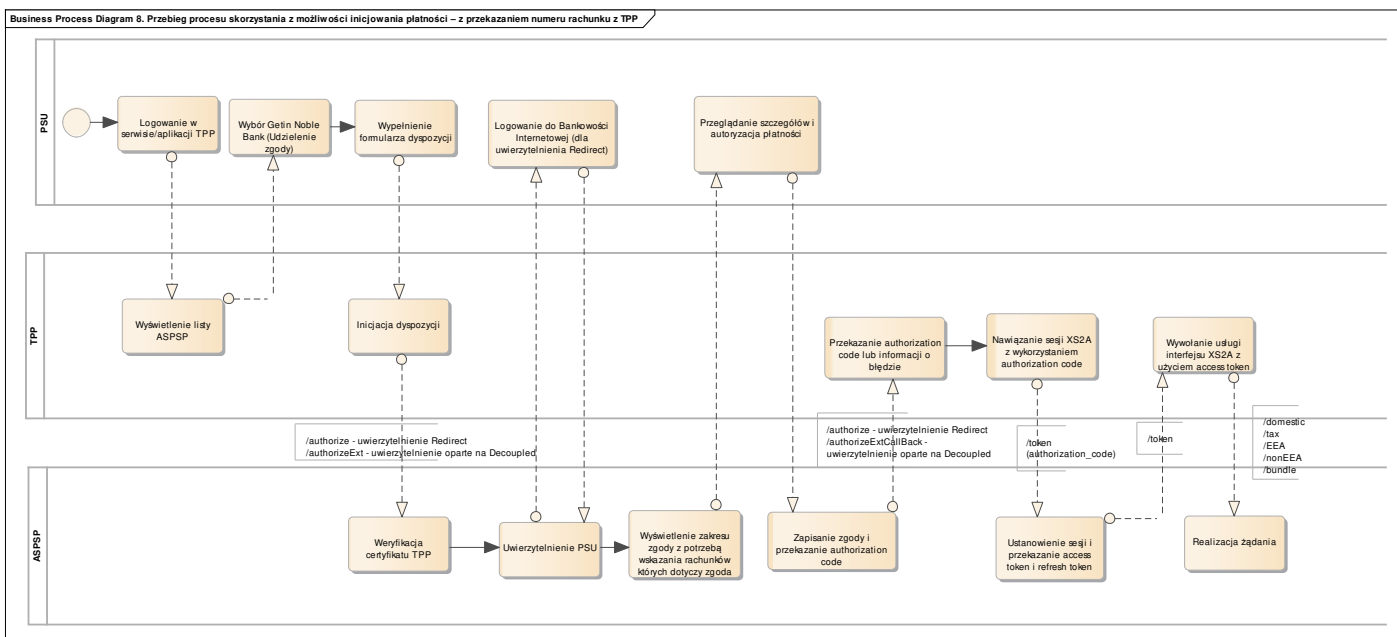 Business Process Diagram 8. Przebieg procesu skorzystania z możliwości inicjowania płatności – z przekazaniem numeru rachunku z TPP
PSU
Logowanie w
serwisie/aplikacji TPP
Wybór Getin Noble
Bank (Udzielenie
zgody)
Wypełnienie
formularza dyspozycji
Logowanie do Bankowości
Internetowej (dla
uwierzytelnienia Redirect)
Przeglądanie szczegółów i
autoryzacja płatności
TPP
Wyświetlenie listy
ASPSP
Inicjacja dyspozycji
Przekazanie authorization
code lub informacji o
błędzie
Nawiązanie sesji XS2A
z wykorzystaniem
authorization code
Wywołanie usługi
interfejsu XS2A z
użyciem access token
/authorize - uwierzytelnienie Redirect
/authorizeExt - uwierzytelnienie oparte na Decoupled
/authorize - uwierzytelnienie Redirect
/authorizeExtCallBack -
uwierzytelnienie oparte na Decoupled
/token
(authorization_code)
/token
/domestic
/tax
/EEA
/nonEEA
/bundle
ASPSP
Weryfikacja
certyfikatu TPP
Uwierzytelnienie PSU
Wyświetlenie zakresu
zgody z potrzebą
wskazania rachunków
których dotyczy zgoda
Zapisanie zgody i
przekazanie authorization
code
Ustanowienie sesji i
przekazanie access
token i refresh token
Realizacja żądania